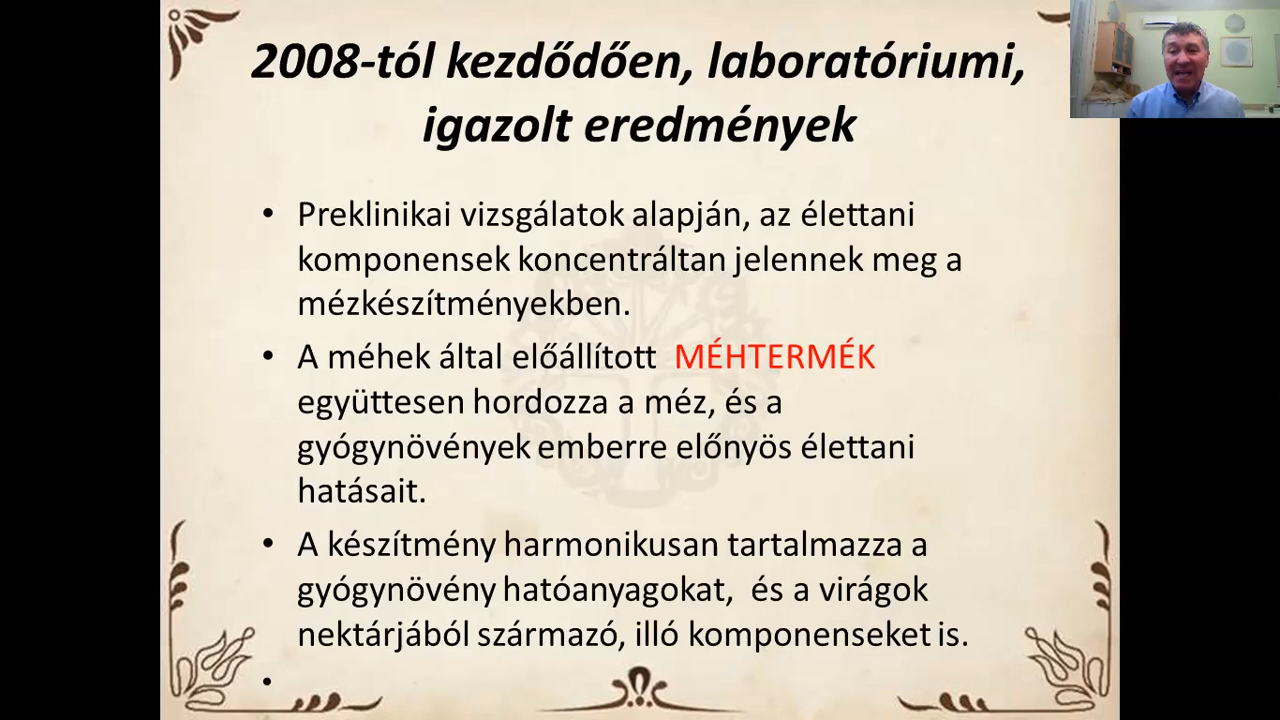 2008-tól kezdődően, laboratóriumi,
igazolt eredmények
• Preklinikai vizsgálatok alapján, az élettani
komponensek koncentráltan jelennek meg a
mézkészítményekben.
• A méhek által előállított MÉHTERMÉK
együttesen hordozza a méz, és a
gyógynövények emberre előnyös élettani
hatásait.
• A készítmény harmonikusan tartalmazza a
gyógynövény hatóanyagokat, és a virágok
nektárjából származó, illó komponenseket is.
•